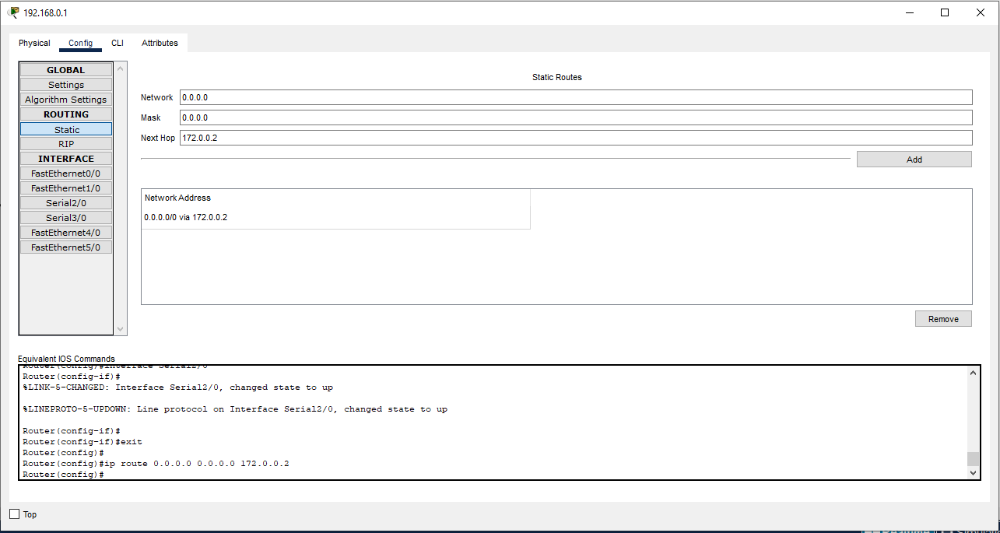 192.168.0.1
Physical Config CLI Attributes
GLOBAL
Settings
Algorithm Settings
ROUTING
Static
RIP
INTERFACE
FastEthernet0/0
FastEthernet1/0
Serial2/0
Serial3/0
FastEthernet4/0
FastEthernet5/0
Static Routes
Network 0.0.0.0
Mask 0.0.0.0
Next Hop 172.0.0.2
Add
Network Address
0.0.0.0/0 via 172.0.0.2
Remove
Equivalent IOS Commands
Router(config)#interface Serial2/0
Router(config-if)#
%LINK-5-CHANGED: Interface Serial2/0, changed state to up
%LINEPROTO-5-UPDOWN: Line protocol on Interface Serial2/0, changed state to up
Router(config-if)#
Router(config-if)#exit
Router(config)#
Router(config)#ip route 0.0.0.0 0.0.0.0 172.0.0.2
Router(config)#
Top